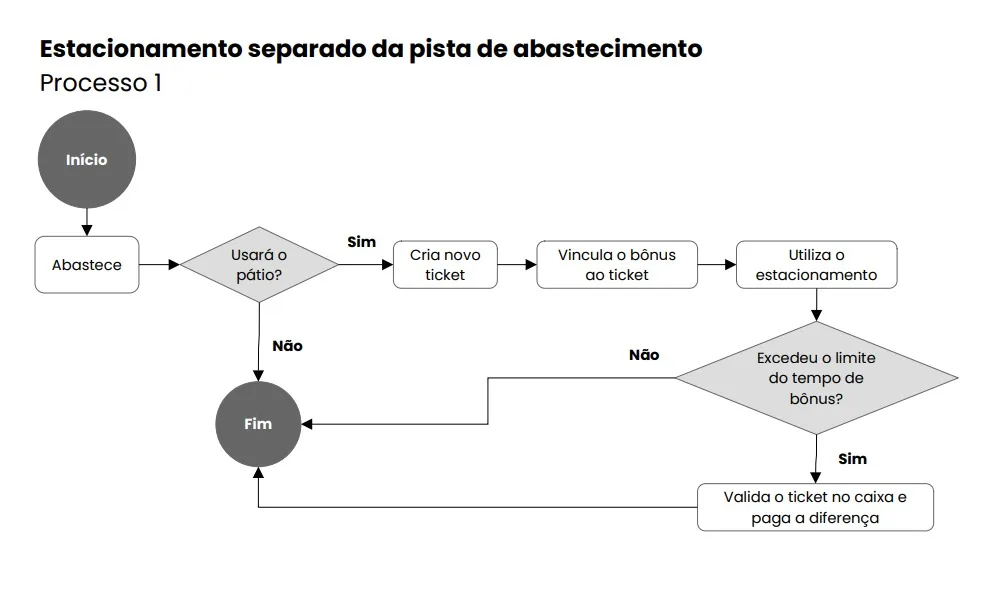 Estacionamento separado da pista de abastecimento
Processo 1
Início
Abastece
Usará o
pátio?
Sim
Cria novo
ticket
Vincula o bônus
ao ticket
Utiliza o
estacionamento
Não
Não
Excedeu o limite
do tempo de
bônus?
Fim
Sim
Valida o ticket no caixa e
paga a diferença